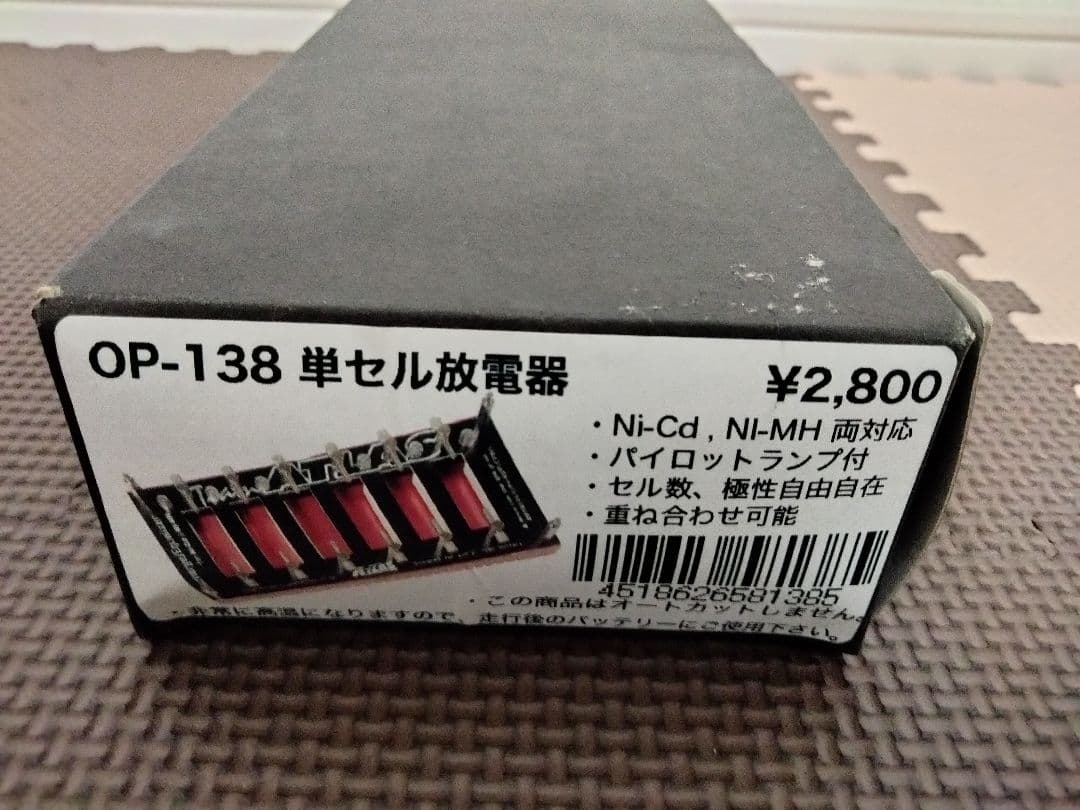 OP-138 単セル放電器
¥2,800
・Ni-Cd , NI-MH 両対応
・パイロットランプ付
・セル数、極性自由自在
・重ね合わせ可能
4518626581385
・この商品はオートカットしません。
・非常に高温になりますので、走行後のバッテリーにご使用下さい。